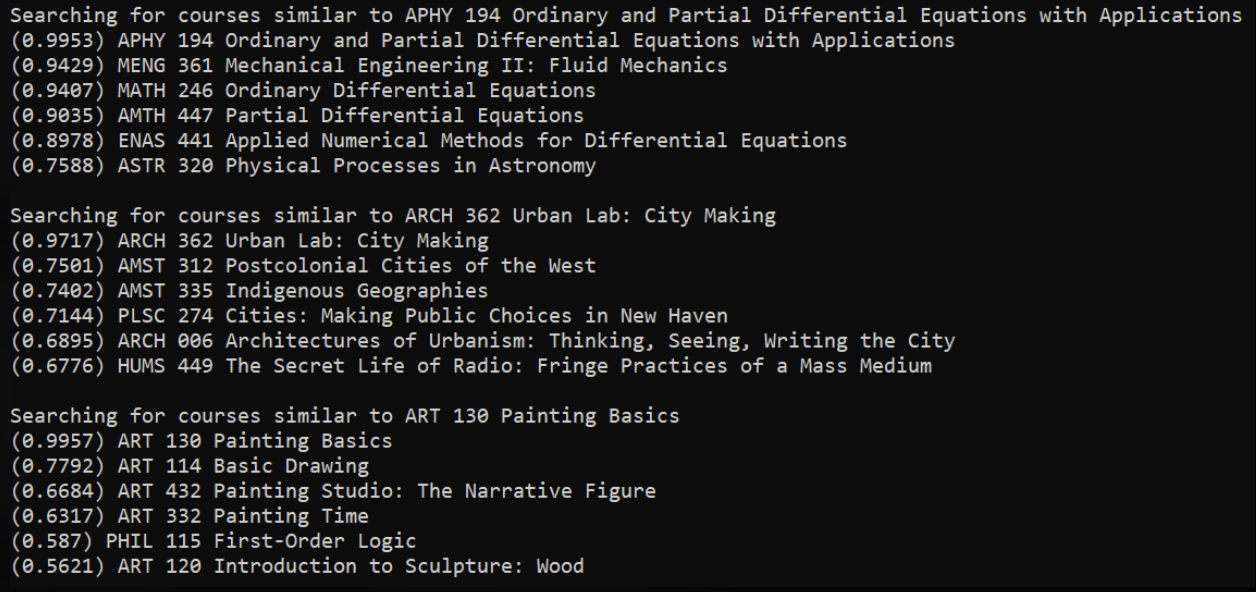 Searching for courses similar to APHY 194 Ordinary and Partial Differential Equations with Applications
(0.9953) APHY 194 Ordinary and Partial Differential Equations with Applications
(0.9429) MENG 361 Mechanical Engineering II: Fluid Mechanics
(0.9407) MATH 246 Ordinary Differential Equations
(0.9035) AMTH 447 Partial Differential Equations
(0.8978) ENAS 441 Applied Numerical Methods for Differential Equations
(0.7588) ASTR 320 Physical Processes in Astronomy
Searching for courses similar to ARCH 362 Urban Lab: City Making
(0.9717) ARCH 362 Urban Lab: City Making
(0.7501) AMST 312 Postcolonial Cities of the West
(0.7402) AMST 335 Indigenous Geographies
(0.7144) PLSC 274 Cities: Making Public Choices in New Haven
(0.6895) ARCH 006 Architectures of Urbanism: Thinking, Seeing, Writing the City
(0.6776) HUMS 449 The Secret Life of Radio: Fringe Practices of a Mass Medium
Searching for courses similar to ART 130 Painting Basics
(0.9957) ART 130 Painting Basics
(0.7792) ART 114 Basic Drawing
(0.6684) ART 432 Painting Studio: The Narrative Figure
(0.6317) ART 332 Painting Time
(0.587) PHIL 115 First-Order Logic
(0.5621) ART 120 Introduction to Sculpture: Wood